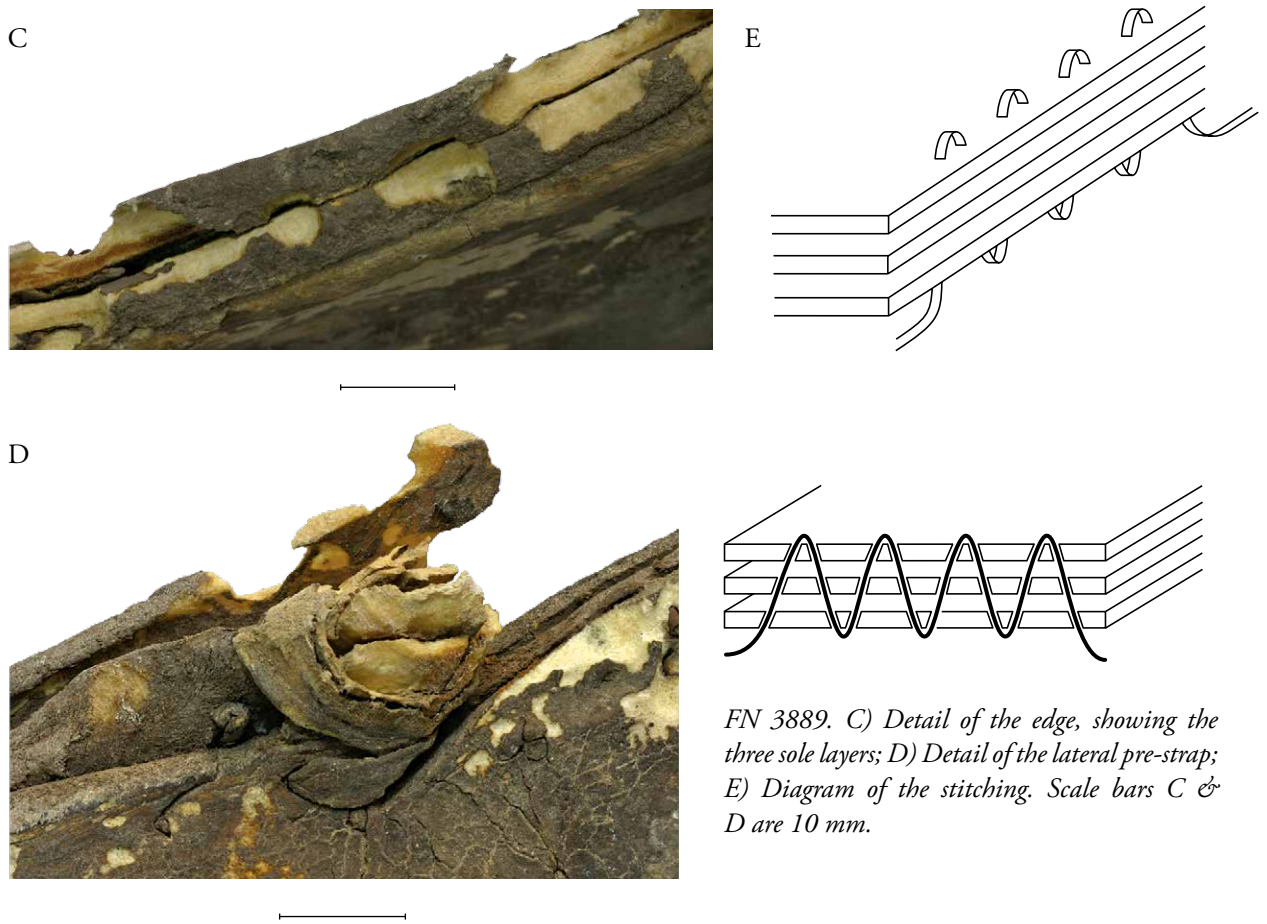 C
E
D
FN 3889. C) Detail of the edge, showing the
three sole layers; D) Detail of the lateral pre-strap;
E) Diagram of the stitching. Scale bars C &
D are 10 mm.